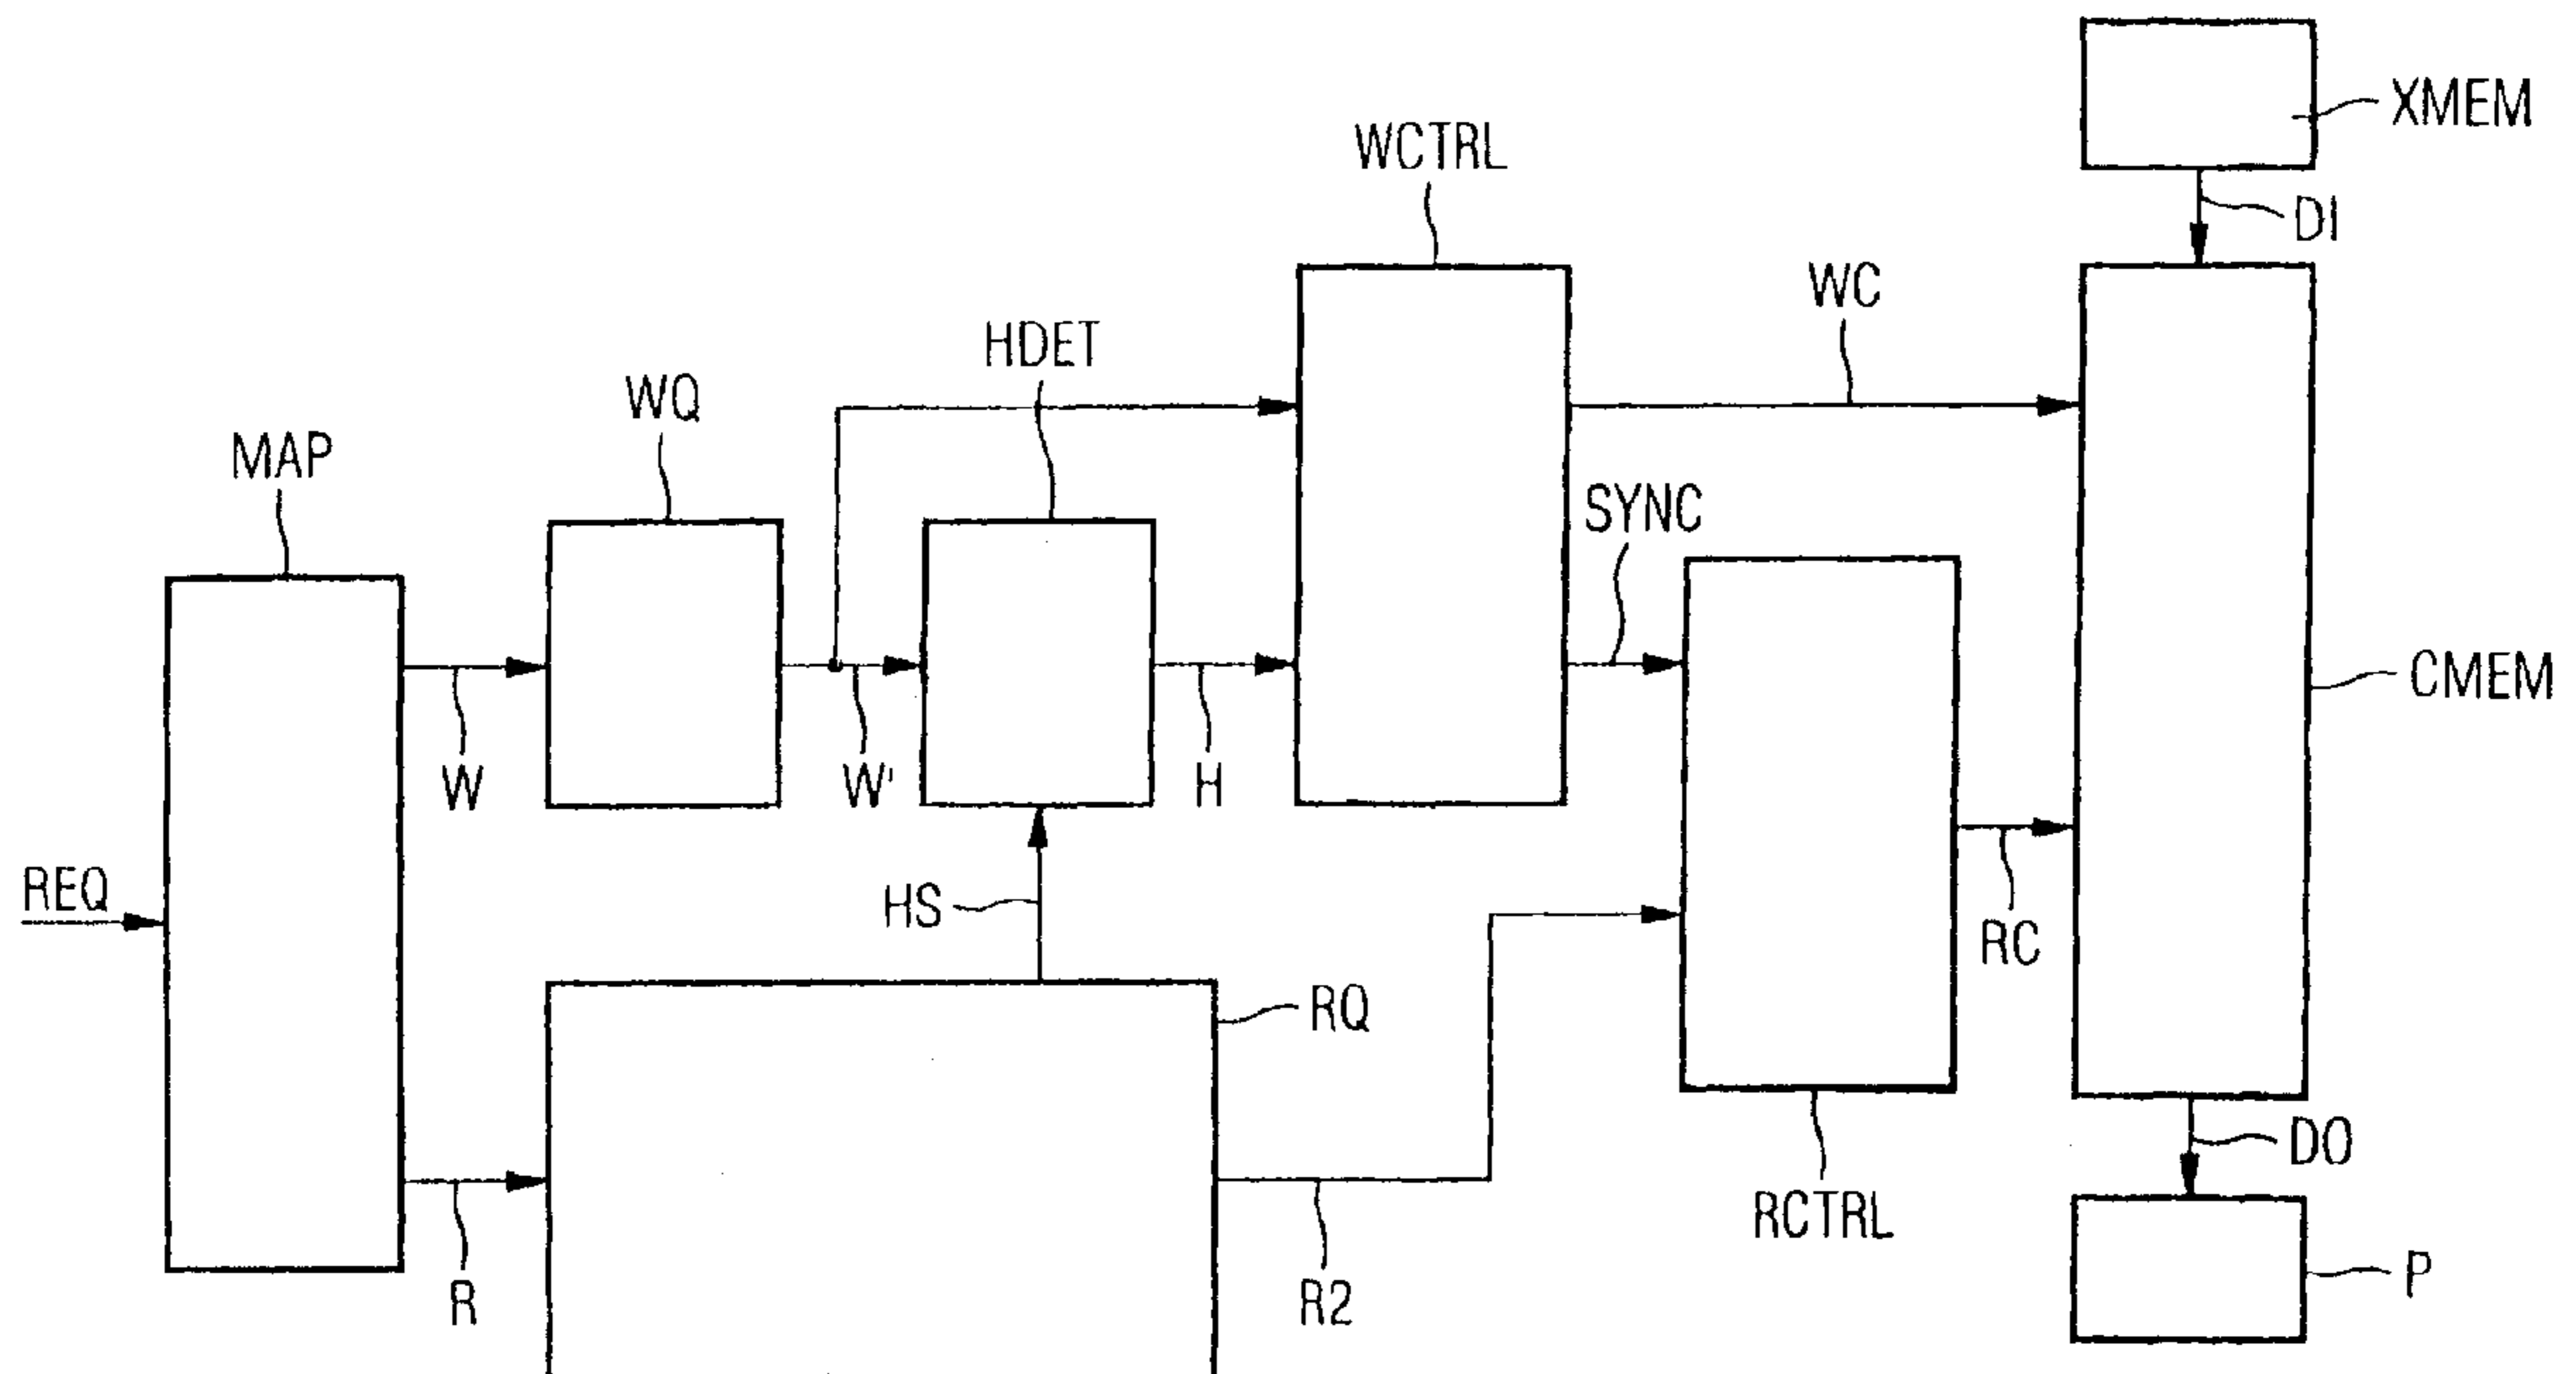 XMEM
WCTRL
DI
WC
HDET
WQ
MAP
SYNC
CMEM
W
W'
H
REQ
HS
RC
RQ
DO
RCTRL
P
R
R2